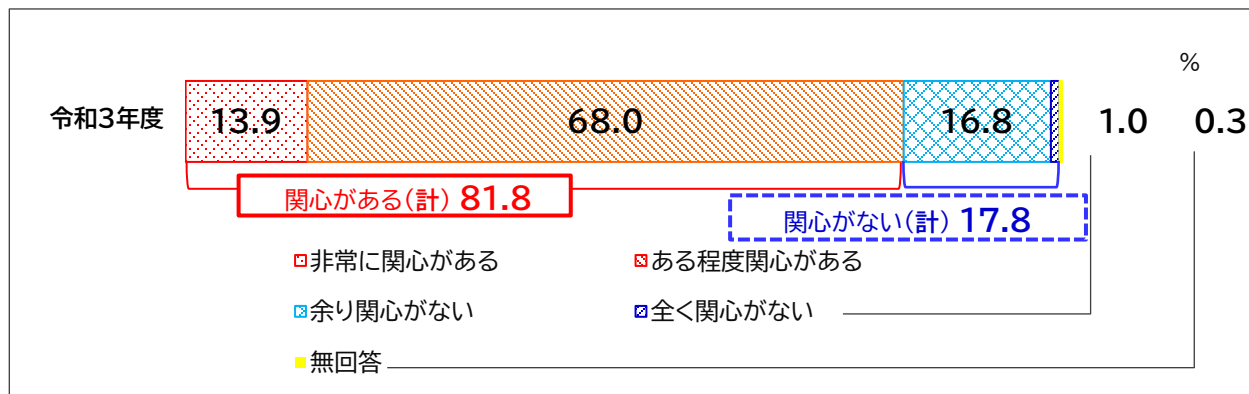 %
令和3年度 13.9 68.0 16.8 1.0 0.3
関心がある(計) 81.8
関心がない(計) 17.8
非常に関心がある ある程度関心がある
余り関心がない 全く関心がない
無回答